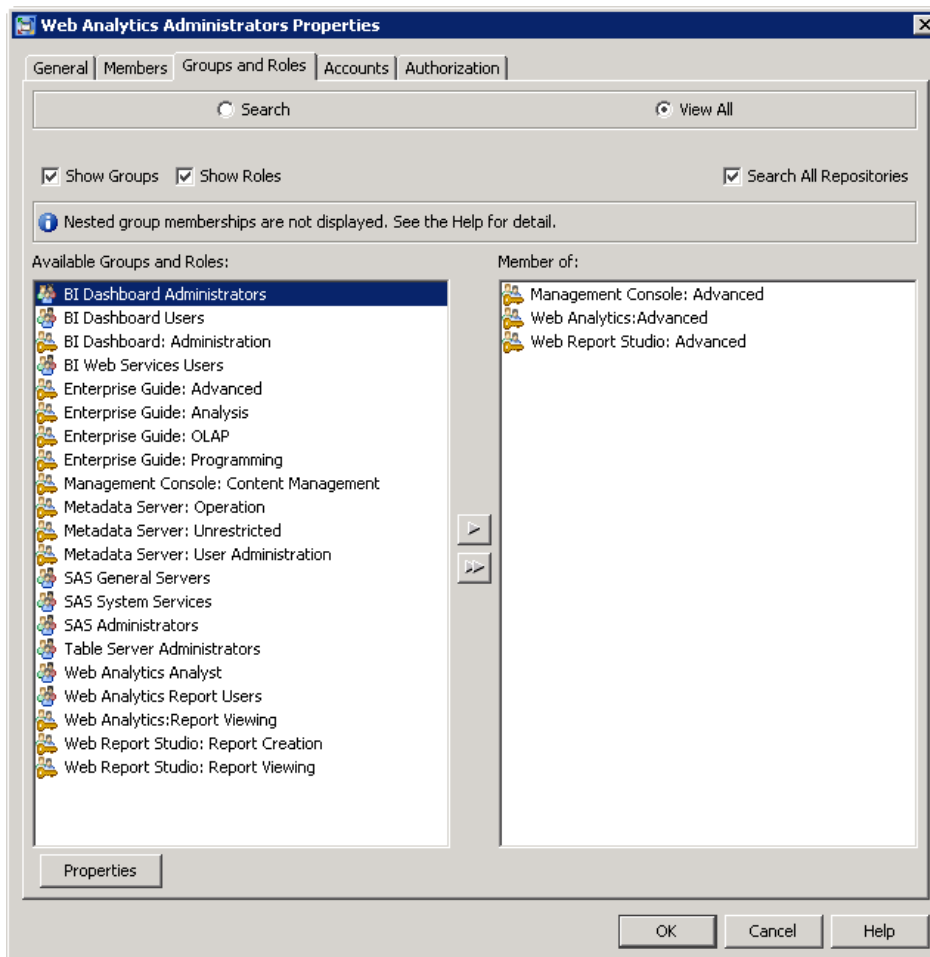 Web Analytics Administrators Properties
General Members Groups and Roles Accounts Authorization
Search View All
Show Groups Show Roles Search All Repositories
Nested group memberships are not displayed. See the Help for detail.
Available Groups and Roles:
BI Dashboard Administrators
BI Dashboard Users
BI Dashboard: Administration
BI Web Services Users
Enterprise Guide: Advanced
Enterprise Guide: Analysis
Enterprise Guide: OLAP
Enterprise Guide: Programming
Management Console: Content Management
Metadata Server: Operation
Metadata Server: Unrestricted
Metadata Server: User Administration
SAS General Servers
SAS System Services
SAS Administrators
Table Server Administrators
Web Analytics Analyst
Web Analytics Report Users
Web Analytics:Report Viewing
Web Report Studio: Report Creation
Web Report Studio: Report Viewing
Member of:
Management Console: Advanced
Web Analytics:Advanced
Web Report Studio: Advanced
Properties
OK Cancel Help